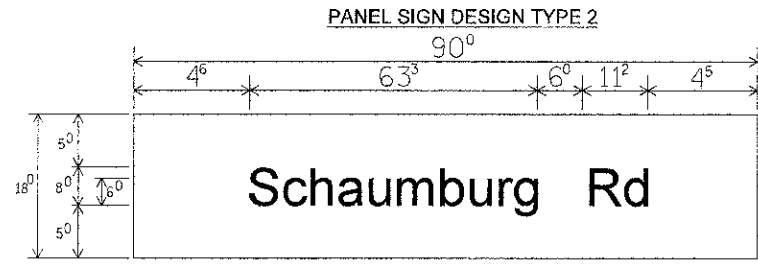 PANEL SIGN DESIGN TYPE 2
90⁰
4⁶ 63³ 6⁰ 11² 4⁵
5⁰
18⁰ 8⁰ 6⁰ Schaumburg Rd
5⁰